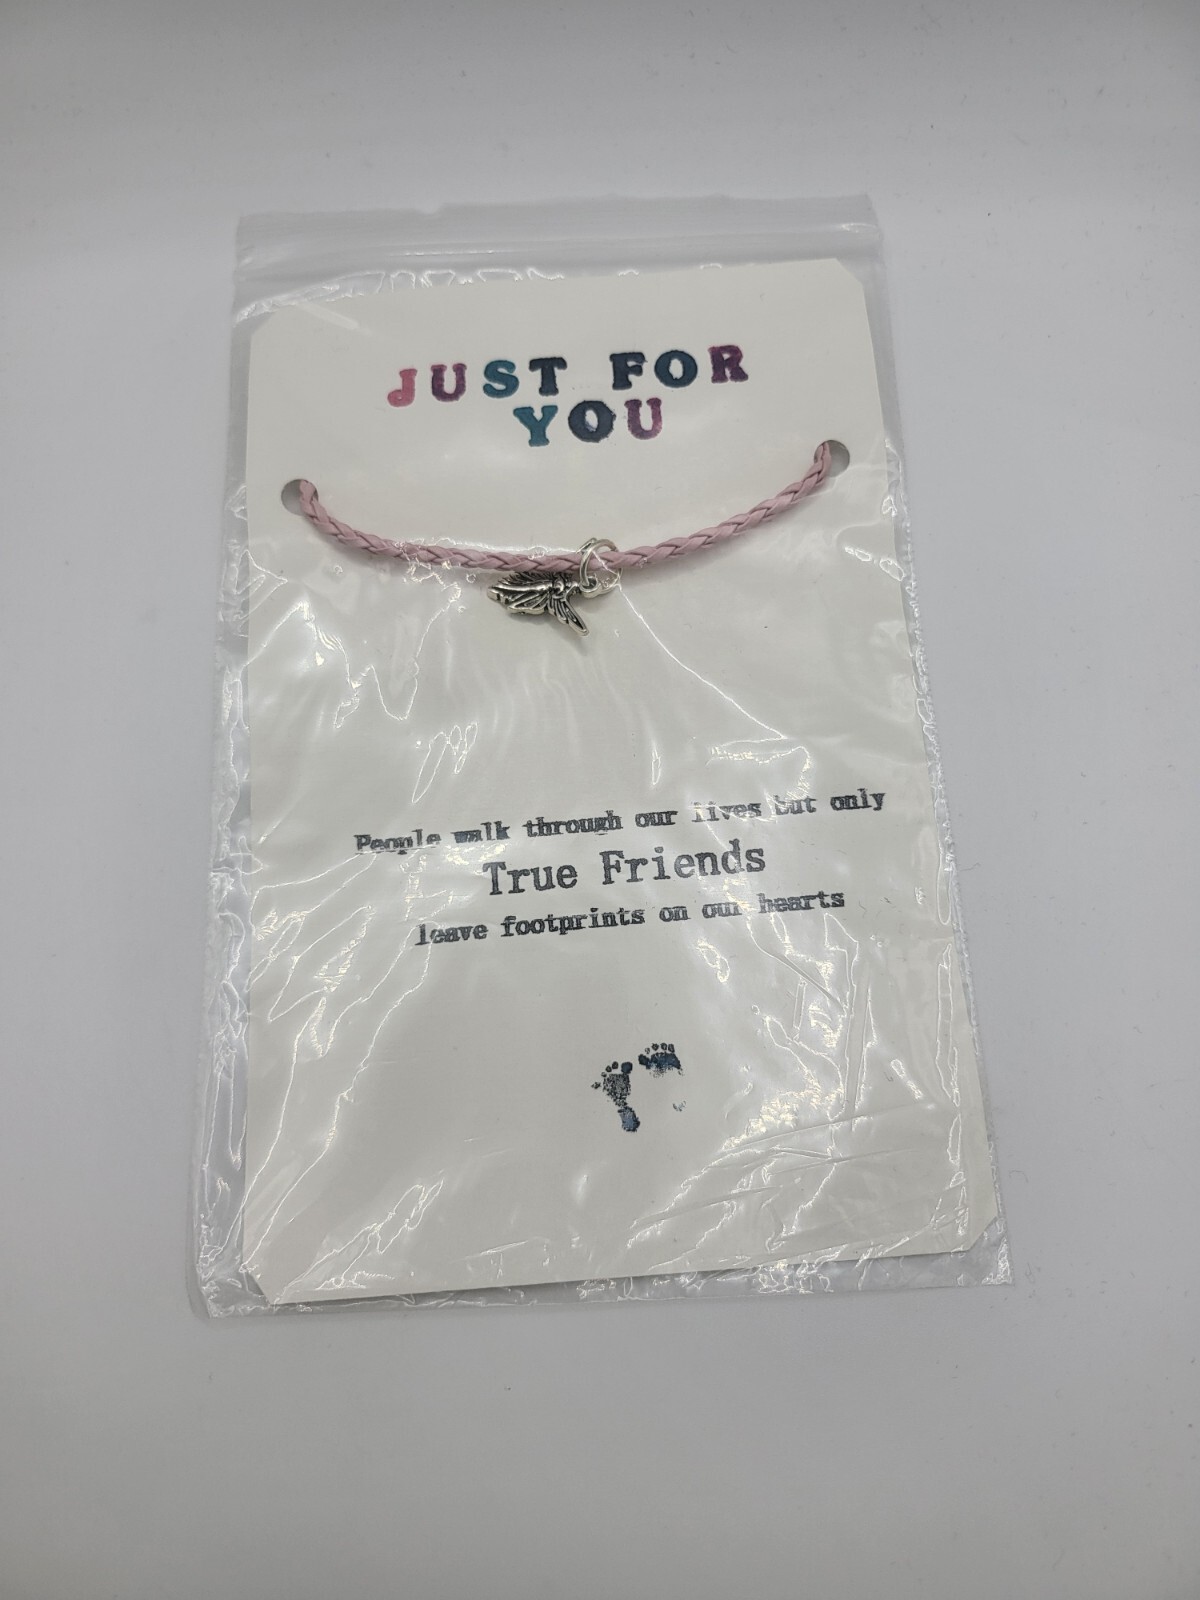 JUST FOR
YOU
People walk through our lives but only
True Friends
leave footprints on our hearts